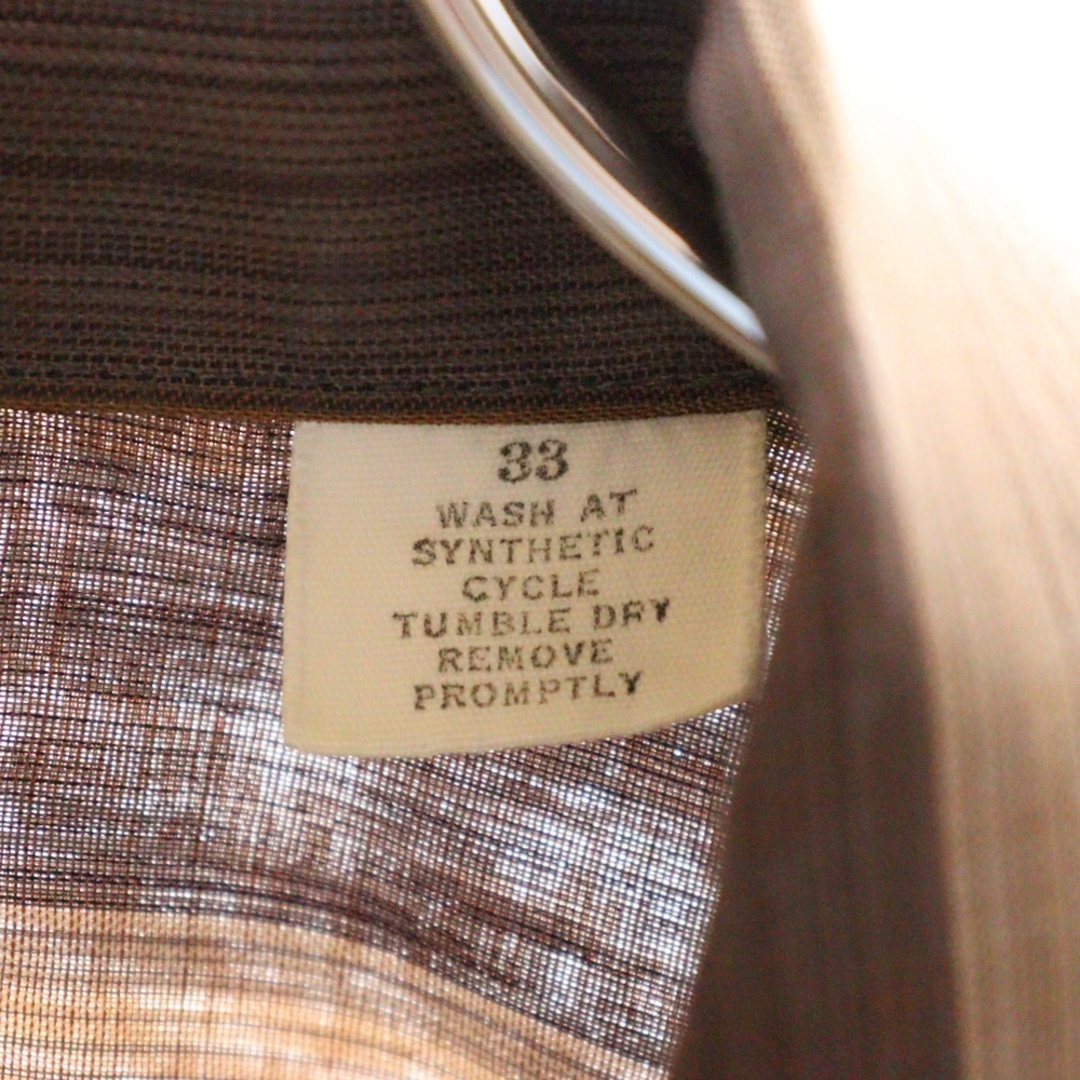 33
WASH AT
SYNTHETIC
CYCLE
TUMBLE DRY
REMOVE
PROMPTLY